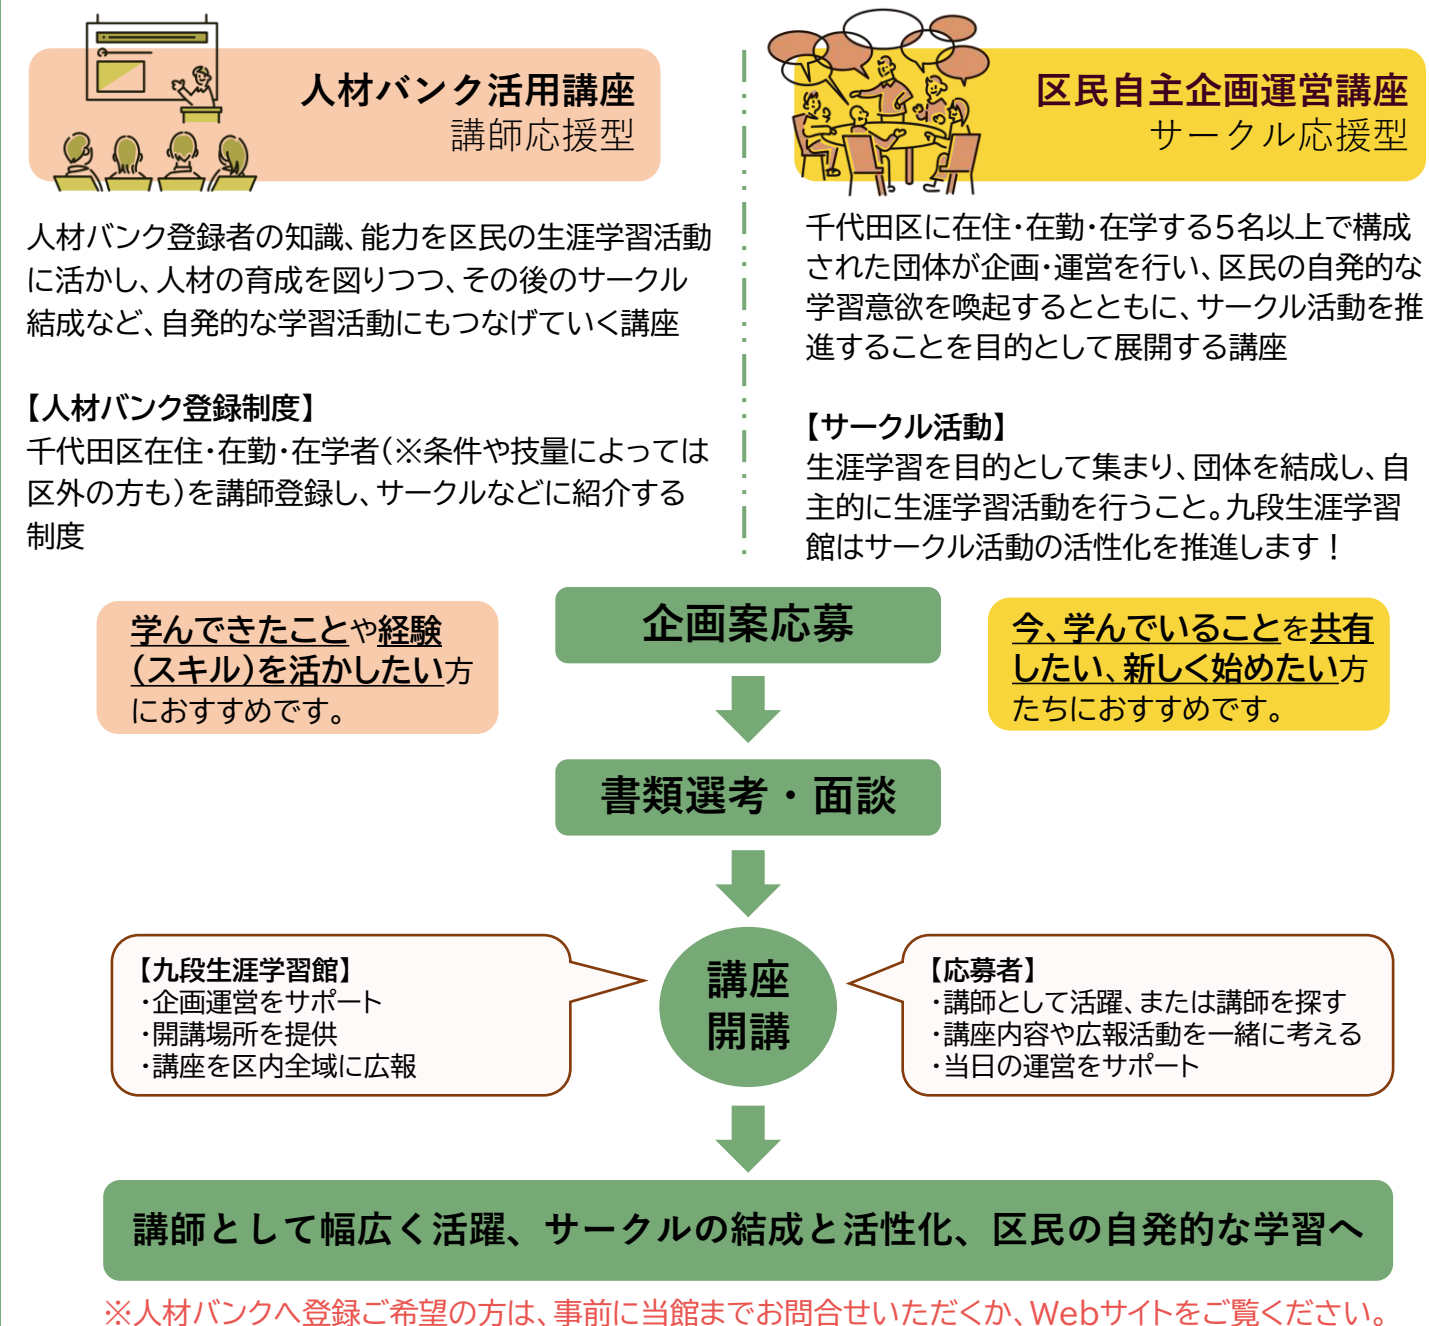 人材バンク活用講座
講師応援型
人材バンク登録者の知識、能力を区民の生涯学習活動
に活かし、人材の育成を図りつつ、その後のサークル
結成など、自発的な学習活動にもつなげていく講座
【人材バンク登録制度】
千代田区在住・在勤・在学者(※条件や技量によっては
区外の方も)を講師登録し、サークルなどに紹介する
制度
区民自主企画運営講座
サークル応援型
千代田区に在住・在勤・在学する5名以上で構成
された団体が企画・運営を行い、区民の自発的な
学習意欲を喚起するとともに、サークル活動を推
進することを目的として展開する講座
【サークル活動】
生涯学習を目的として集まり、団体を結成し、自
主的に生涯学習活動を行うこと。九段生涯学習
館はサークル活動の活性化を推進します！
学んできたことや経験
(スキル)を活かしたい方
におすすめです。
企画案応募
今、学んでいることを共有
したい、新しく始めたい方
たちにおすすめです。
書類選考・面談
【九段生涯学習館】
・企画運営をサポート
・開講場所を提供
・講座を区内全域に広報
講座
開講
【応募者】
・講師として活躍、または講師を探す
・講座内容や広報活動を一緒に考える
・当日の運営をサポート
講師として幅広く活躍、サークルの結成と活性化、区民の自発的な学習へ
※人材バンクへ登録ご希望の方は、事前に当館までお問合せいただくか、Webサイトをご覧ください。